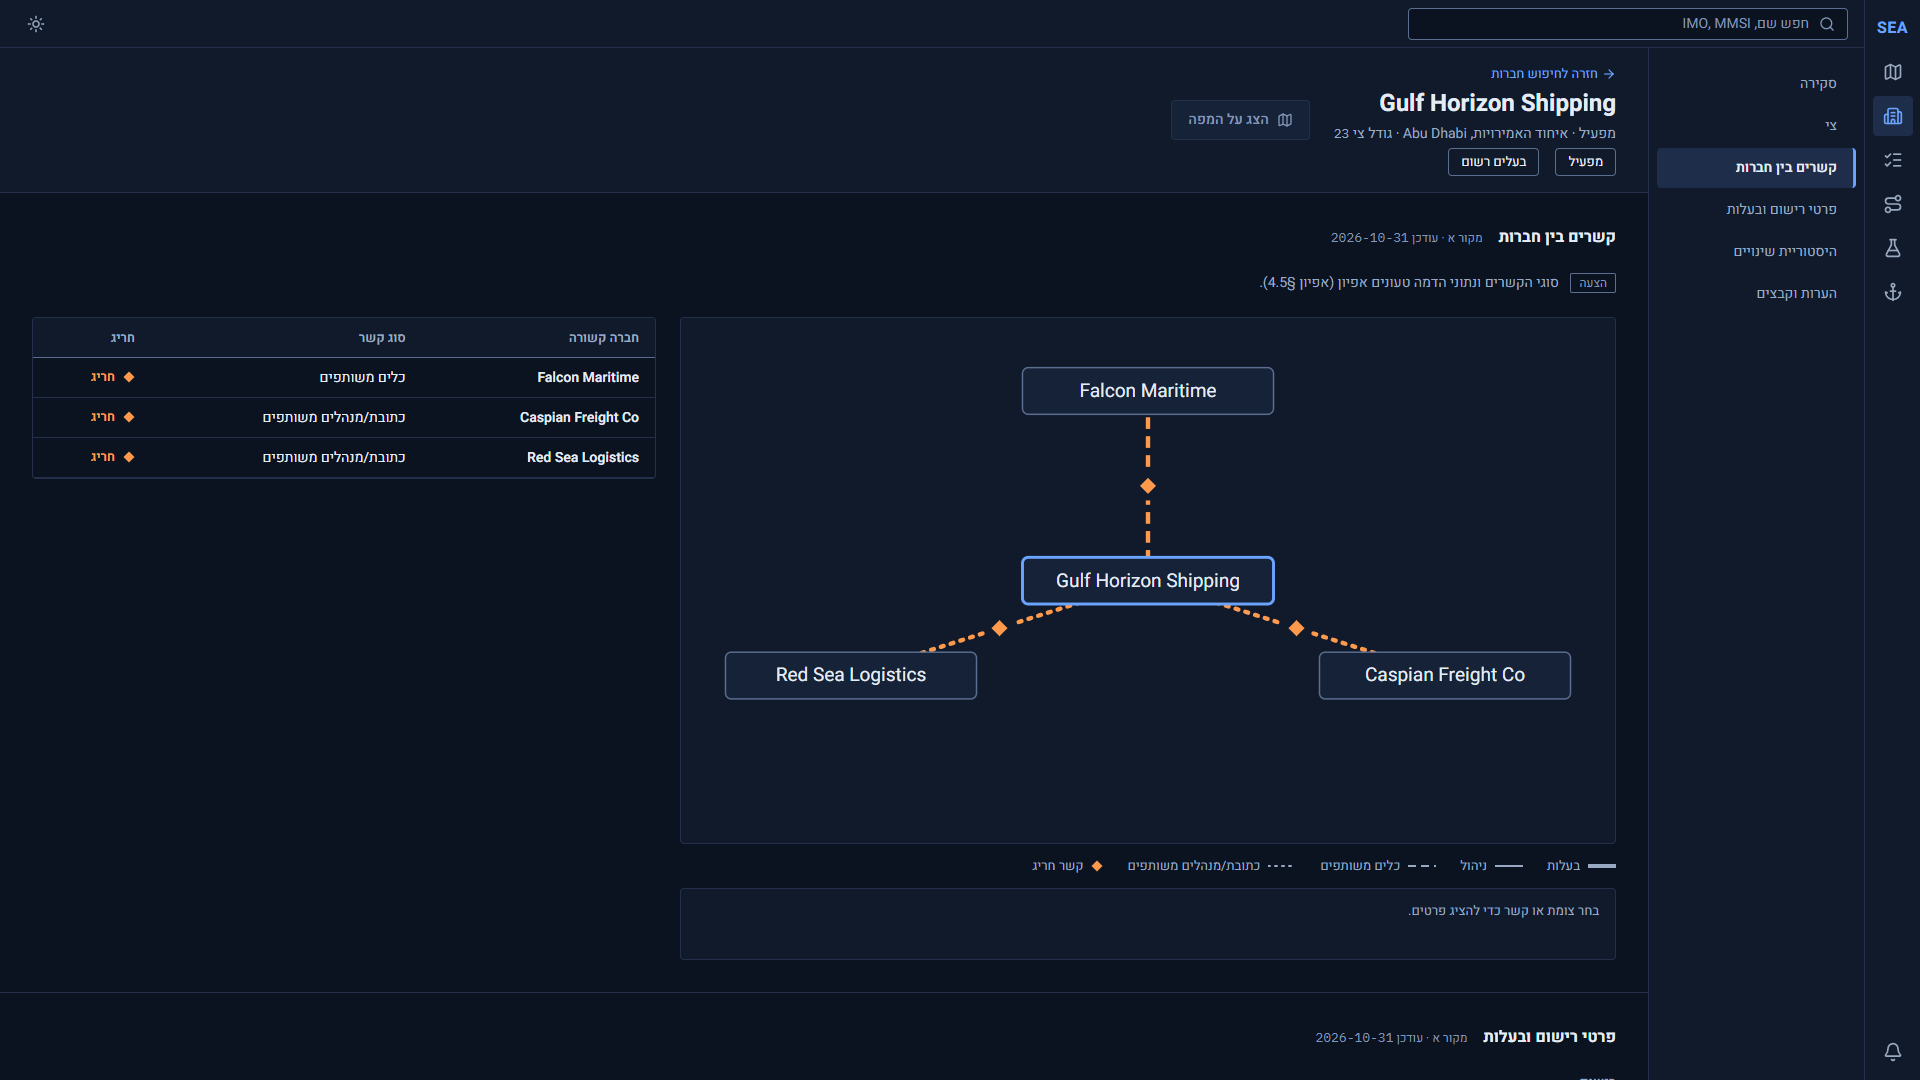 SEA
חפש שם, IMO, MMSI
סקירה
צי
קשרים בין חברות
פרטי רישום ובעלות
היסטוריית שינויים
הערות וקבצים
חזרה לחיפוש חברות
Gulf Horizon Shipping
מפעיל · איחוד האמירויות, Abu Dhabi · גודל צי 23
מפעיל
בעלים רשום
הצג על המפה
קשרים בין חברות
מקור א · עודכן 2026-10-31
הצעה
סוגי הקשרים ונתוני הדמה טעונים אפיון (אפיון §4.5).
Falcon Maritime
Gulf Horizon Shipping
Red Sea Logistics
Caspian Freight Co
בעלות
ניהול
כלים משותפים
כתובת/מנהלים משותפים
קשר חריג
בחר צומת או קשר כדי להציג פרטים.
חברה קשורה סוג קשר חריג
Falcon Maritime כלים משותפים חריג
Caspian Freight Co כתובת/מנהלים משותפים חריג
Red Sea Logistics כתובת/מנהלים משותפים חריג
פרטי רישום ובעלות
מקור א · עודכן 2026-10-31